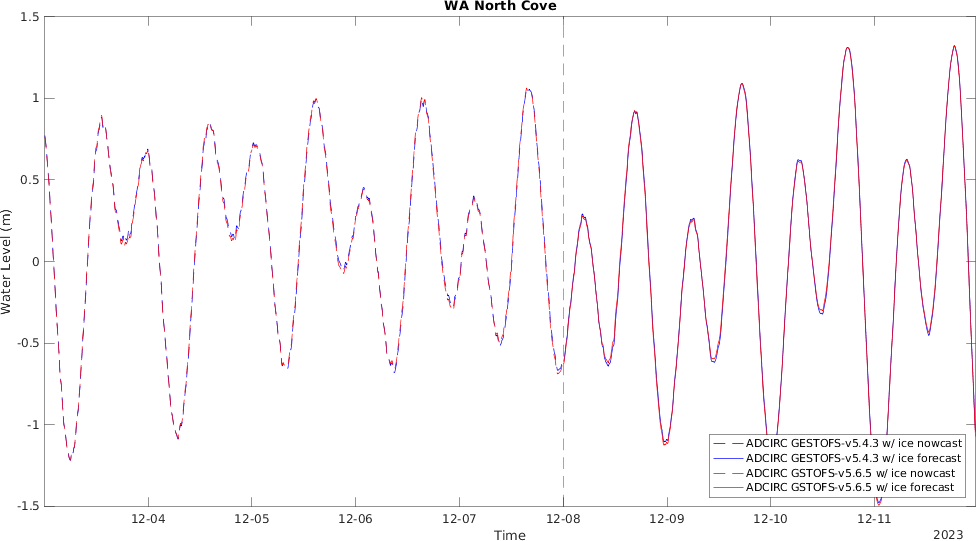 WA North Cove
1.5
1
0.5
0
-0.5
-1
-1.5
Water Level (m)
12-04
12-05
12-06
12-07
12-08
12-09
12-10
12-11
Time
2023
ADCIRC GESTOFS-v5.4.3 w/ ice nowcast
ADCIRC GESTOFS-v5.4.3 w/ ice forecast
ADCIRC GSTOFS-v5.6.5 w/ ice nowcast
ADCIRC GSTOFS-v5.6.5 w/ ice forecast